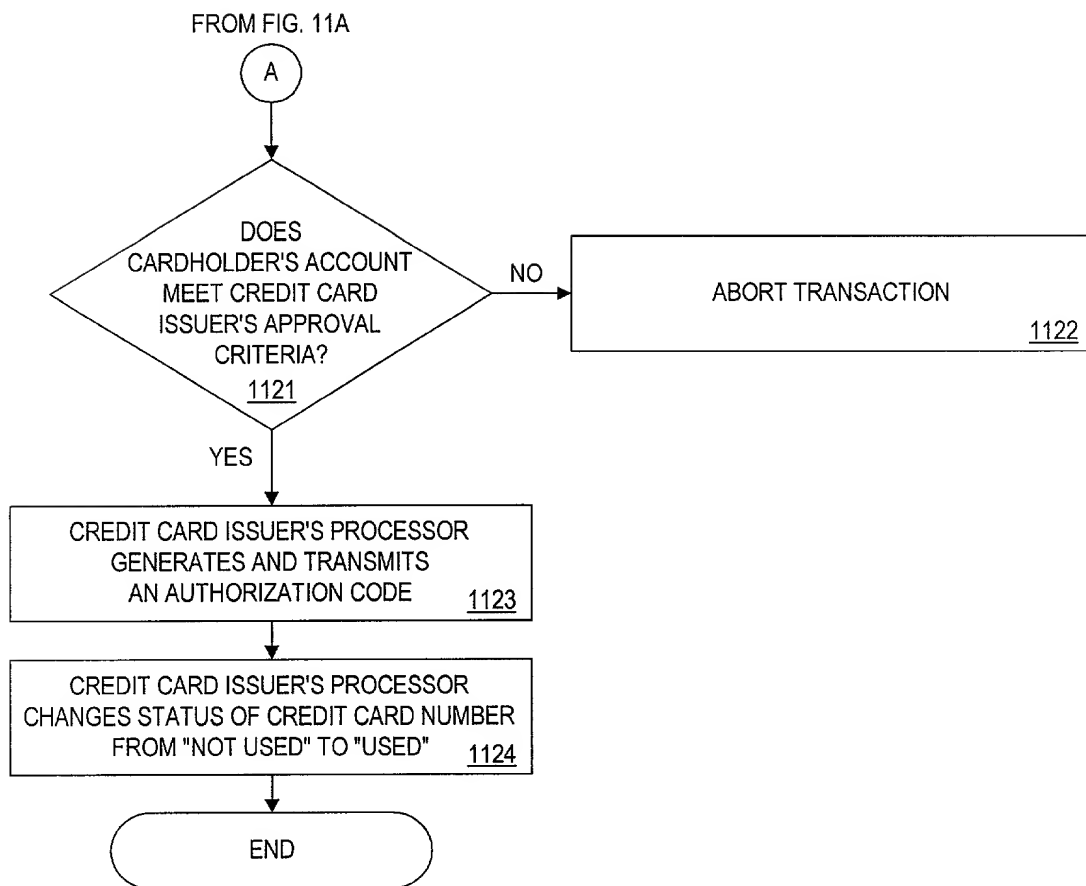 FROM FIG. 11A
A
DOES
CARDHOLDER'S ACCOUNT
MEET CREDIT CARD
ISSUER'S APPROVAL
CRITERIA?
1121
NO
ABORT TRANSACTION
1122
YES
CREDIT CARD ISSUER'S PROCESSOR
GENERATES AND TRANSMITS
AN AUTHORIZATION CODE
1123
CREDIT CARD ISSUER'S PROCESSOR
CHANGES STATUS OF CREDIT CARD NUMBER
FROM "NOT USED" TO "USED"
1124
END